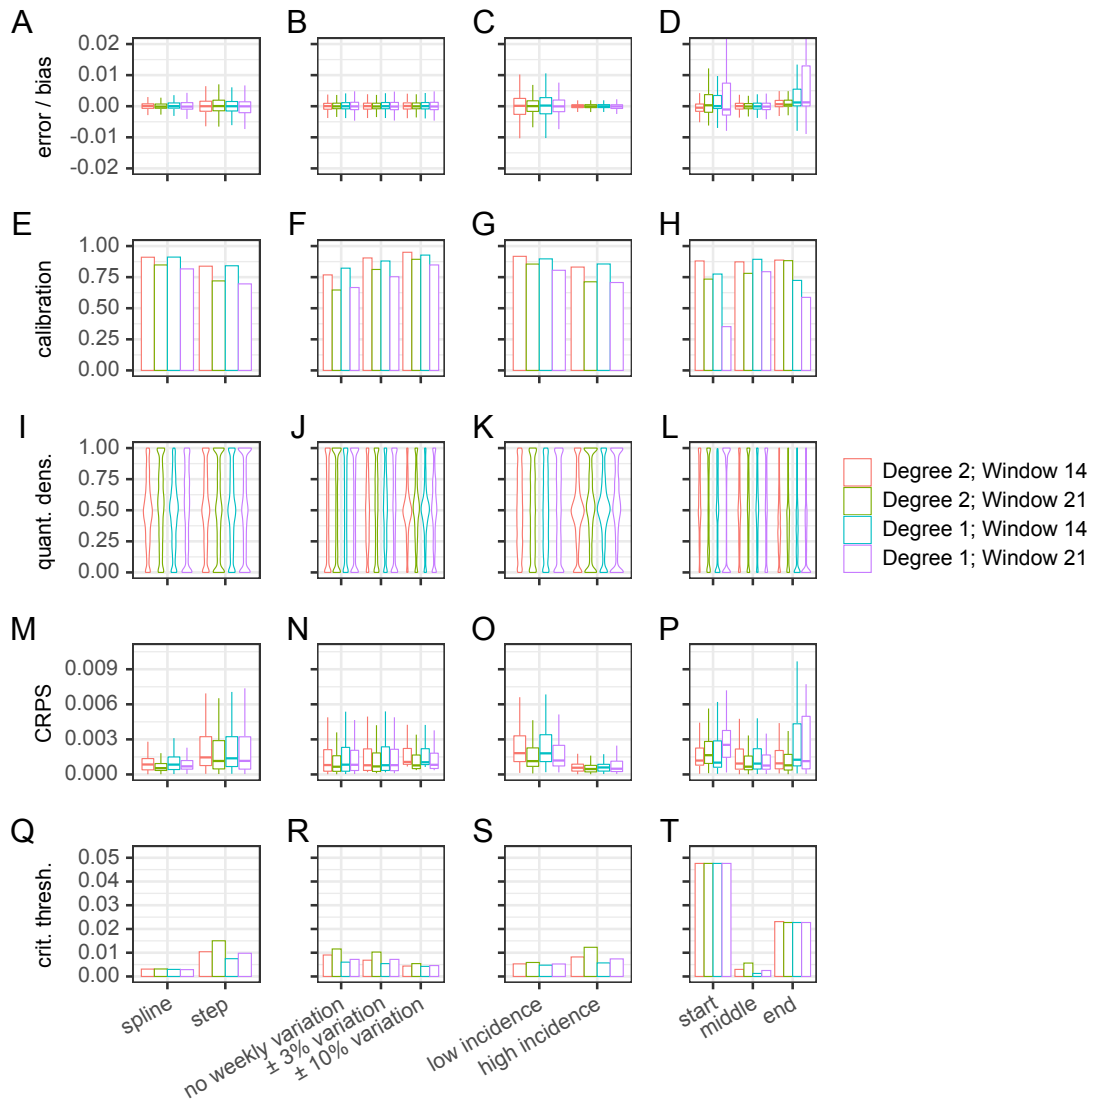 A
B
C
D
error / bias
0.02
0.01
0.00
-0.01
-0.02
E
F
G
H
calibration
1.00
0.75
0.50
0.25
0.00
I
J
K
L
quant. dens.
1.00
0.75
0.50
0.25
0.00
Degree 2; Window 14
Degree 2; Window 21
Degree 1; Window 14
Degree 1; Window 21
M
N
O
P
CRPS
0.009
0.006
0.003
0.000
Q
R
S
T
crit. thresh.
0.05
0.04
0.03
0.02
0.01
0.00
spline
step
no weekly variation
± 3% variation
± 10% variation
low incidence
high incidence
start
middle
end